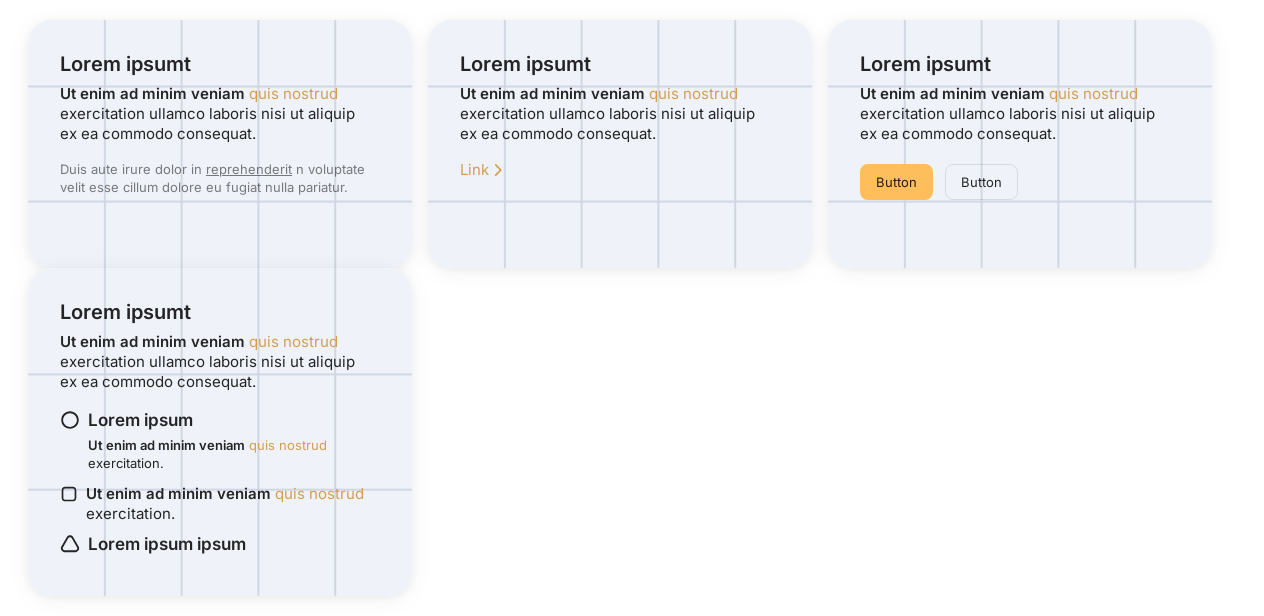 Lorem ipsumt
Ut enim ad minim veniam quis nostrud
exercitation ullamco laboris nisi ut aliquip
ex ea commodo consequat.
Duis aute irure dolor in reprehenderit n voluptate
velit esse cillum dolore eu fugiat nulla pariatur.
Lorem ipsumt
Ut enim ad minim veniam quis nostrud
exercitation ullamco laboris nisi ut aliquip
ex ea commodo consequat.
Link
Lorem ipsumt
Ut enim ad minim veniam quis nostrud
exercitation ullamco laboris nisi ut aliquip
ex ea commodo consequat.
Button Button
Lorem ipsumt
Ut enim ad minim veniam quis nostrud
exercitation ullamco laboris nisi ut aliquip
ex ea commodo consequat.
Lorem ipsum
Ut enim ad minim veniam quis nostrud
exercitation.
Ut enim ad minim veniam quis nostrud
exercitation.
Lorem ipsum ipsum